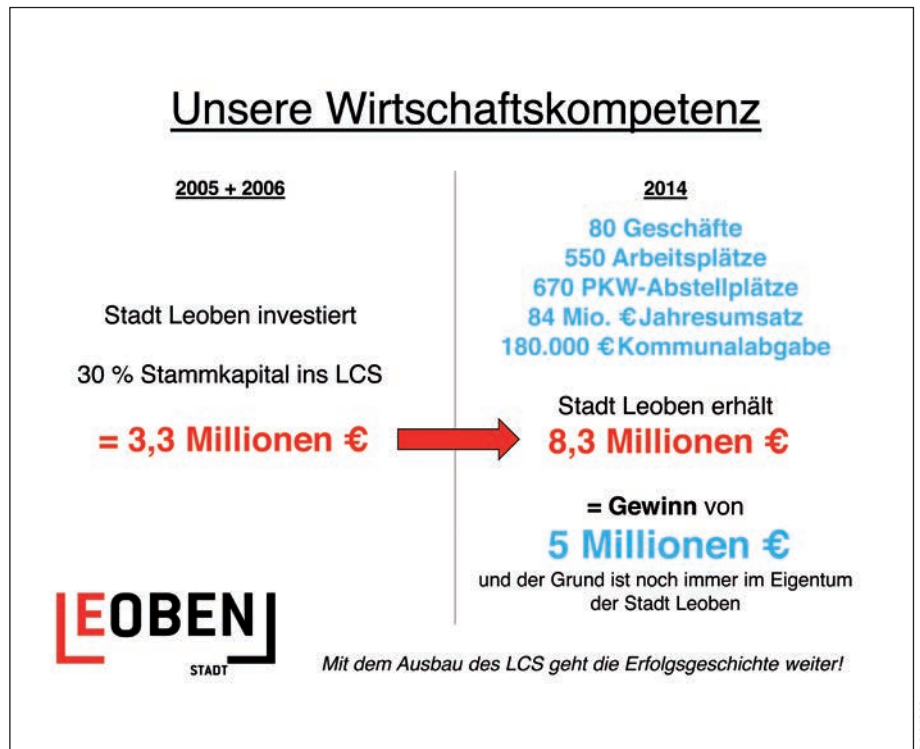 Unsere Wirtschaftskompetenz
2005 + 2006
Stadt Leoben investiert
30 % Stammkapital ins LCS
= 3,3 Millionen €
2014
80 Geschäfte
550 Arbeitsplätze
670 PKW-Abstellplätze
84 Mio. € Jahresumsatz
180.000 € Kommunalabgabe
Stadt Leoben erhält
8,3 Millionen €
= Gewinn von
5 Millionen €
und der Grund ist noch immer im Eigentum
der Stadt Leoben
LEOBEN
STADT
Mit dem Ausbau des LCS geht die Erfolgsgeschichte weiter!